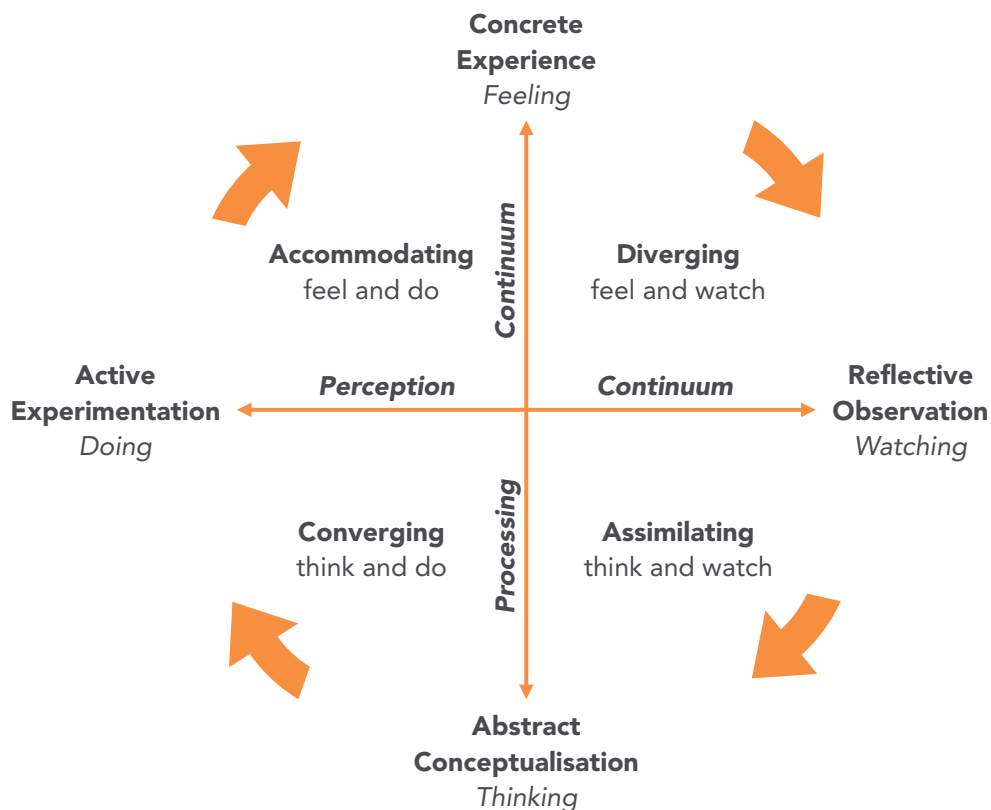 Concrete
Experience
Feeling
Accommodating
feel and do
Continuum
Diverging
feel and watch
Active
Experimentation
Doing
Perception
Continuum
Reflective
Observation
Watching
Converging
think and do
Processing
Assimilating
think and watch
Abstract
Conceptualisation
Thinking